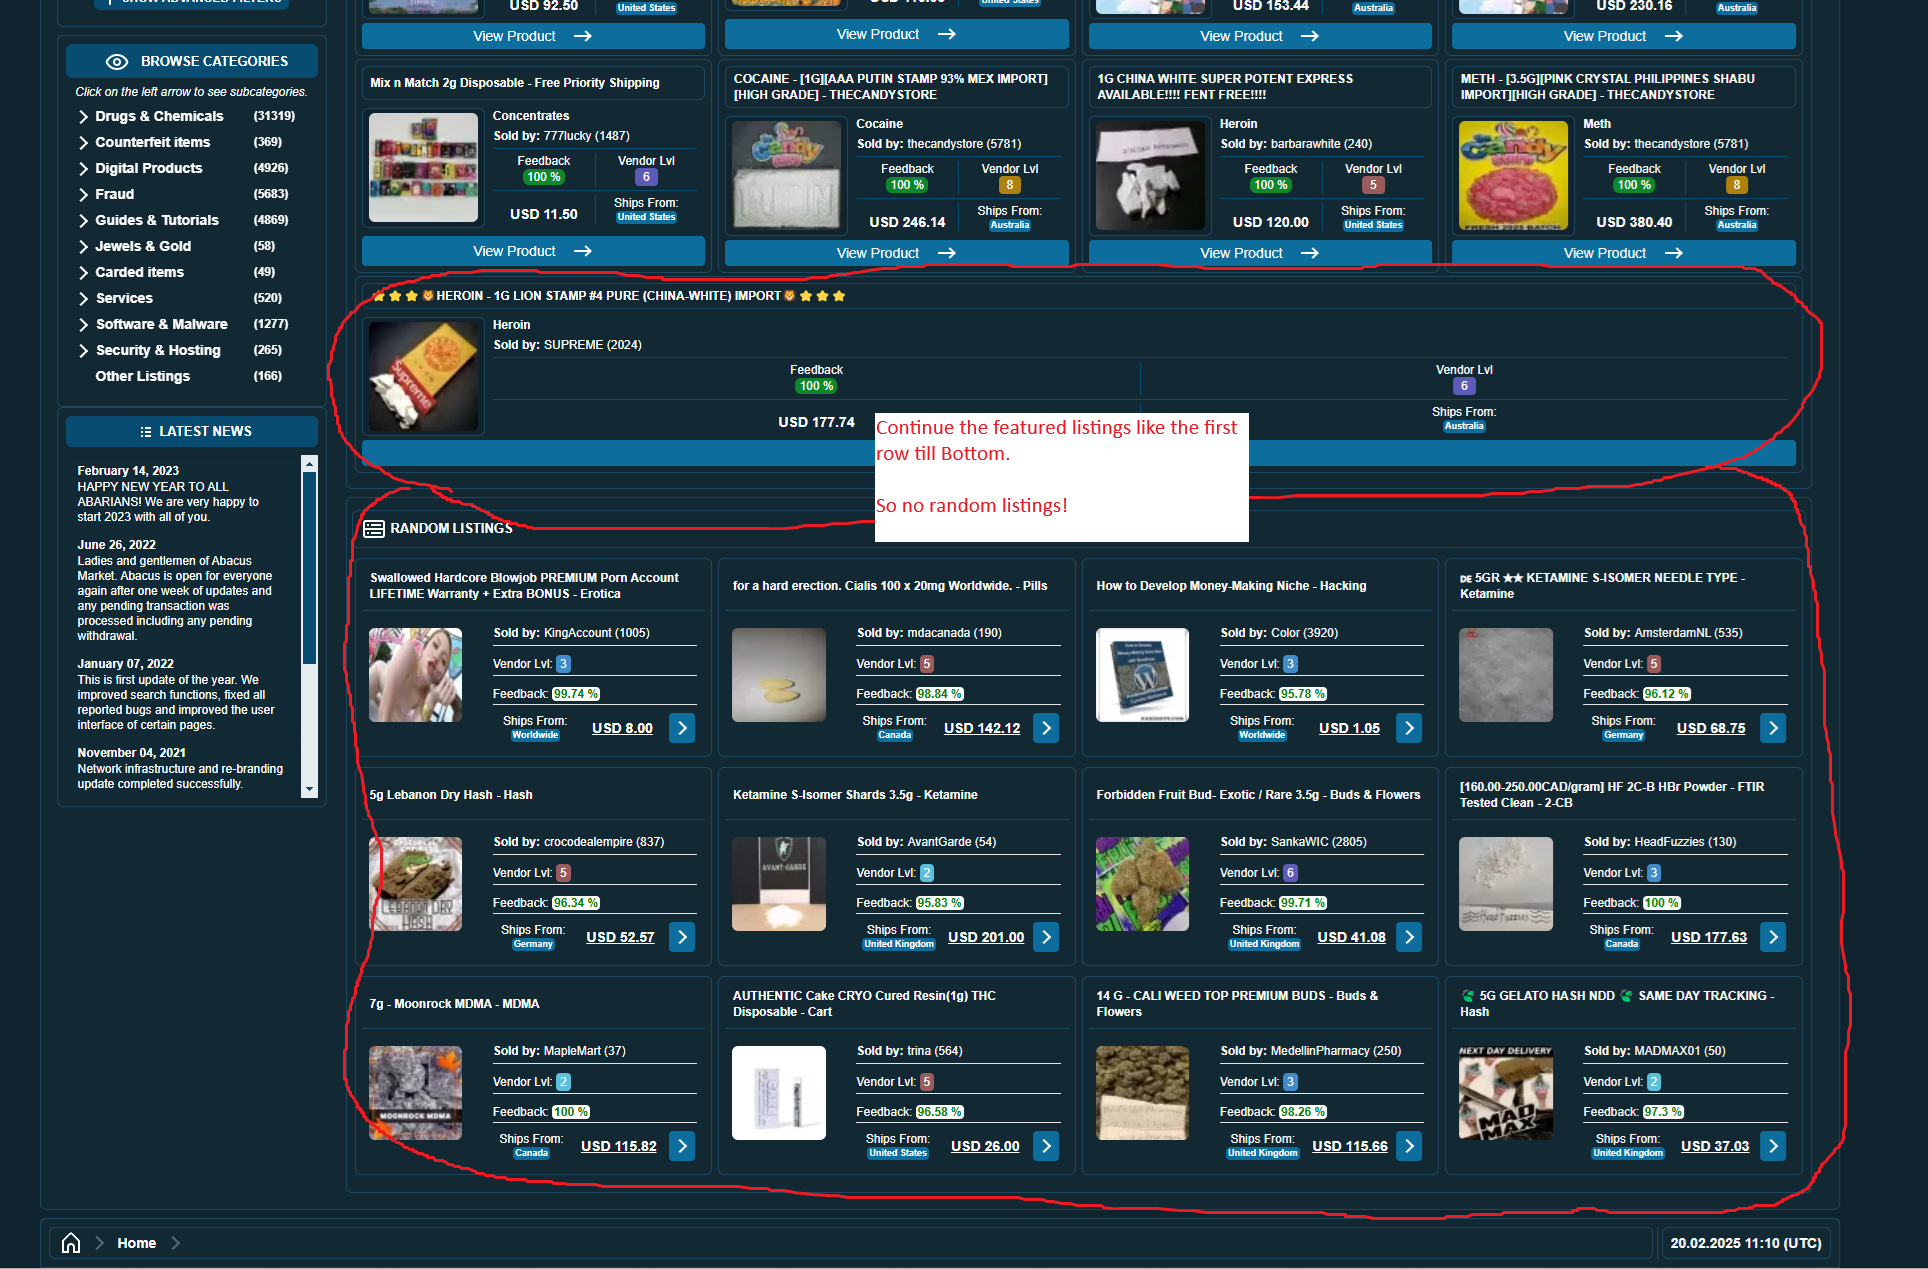 SHOW ADVANCED FILTERS
BROWSE CATEGORIES
Click on the left arrow to see subcategories.
Drugs & Chemicals (31319)
Counterfeit items (369)
Digital Products (4926)
Fraud (5683)
Guides & Tutorials (4869)
Jewels & Gold (58)
Carded items (49)
Services (520)
Software & Malware (1277)
Security & Hosting (265)
Other Listings (166)
LATEST NEWS
February 14, 2023
HAPPY NEW YEAR TO ALL
ABARIANS! We are very happy to
start 2023 with all of you.
June 26, 2022
Ladies and gentlemen of Abacus
Market. Abacus is open for everyone
again after one week of updates and
any pending transaction was
processed including any pending
withdrawal.
January 07, 2022
This is first update of the year. We
improved search functions, fixed all
reported bugs and improved the user
interface of certain pages.
November 04, 2021
Network infrastructure and re-branding
update completed successfully.
USD 92.50
United States
View Product
United States
View Product
USD 153.44
Australia
View Product
USD 230.16
Australia
View Product
Mix n Match 2g Disposable - Free Priority Shipping
Concentrates
Sold by: 777lucky (1487)
Feedback Vendor Lvl
100 % 6
USD 11.50
Ships From:
United States
View Product
COCAINE - [1G][AAA PUTIN STAMP 93% MEX IMPORT]
[HIGH GRADE] - THECANDYSTORE
Candy
PUTIN
Cocaine
Sold by: thecandystore (5781)
Feedback Vendor Lvl
100 % 8
USD 246.14
Ships From:
Australia
View Product
1G CHINA WHITE SUPER POTENT EXPRESS
AVAILABLE!!!! FENT FREE!!!!
Heroin
Sold by: barbarawhite (240)
Feedback Vendor Lvl
100 % 5
USD 120.00
Ships From:
United States
View Product
METH - [3.5G][PINK CRYSTAL PHILIPPINES SHABU
IMPORT][HIGH GRADE] - THECANDYSTORE
Candy
FRESH 2023 BATCH
Meth
Sold by: thecandystore (5781)
Feedback Vendor Lvl
100 % 8
USD 380.40
Ships From:
Australia
View Product
HEROIN - 1G LION STAMP #4 PURE (CHINA-WHITE) IMPORT
Supreme
Heroin
Sold by: SUPREME (2024)
Feedback Vendor Lvl
100 % 6
USD 177.74
Ships From:
Australia
Continue the featured listings like the first
row till Bottom.
So no random listings!
RANDOM LISTINGS
Swallowed Hardcore Blowjob PREMIUM Porn Account
LIFETIME Warranty + Extra BONUS - Erotica
Sold by: KingAccount (1005)
Vendor Lvl: 3
Feedback: 99.74 %
Ships From:
Worldwide
USD 8.00
for a hard erection. Cialis 100 x 20mg Worldwide. - Pills
Sold by: mdacanada (190)
Vendor Lvl: 5
Feedback: 98.84 %
Ships From:
Canada
USD 142.12
How to Develop Money-Making Niche - Hacking
Sold by: Color (3920)
Vendor Lvl: 3
Feedback: 95.78 %
Ships From:
Worldwide
USD 1.05
DE 5GR ★★ KETAMINE S-ISOMER NEEDLE TYPE -
Ketamine
Sold by: AmsterdamNL (535)
Vendor Lvl: 5
Feedback: 96.12 %
Ships From:
Germany
USD 68.75
5g Lebanon Dry Hash - Hash
LEBANON DRY
HASH
Sold by: crocodealempire (837)
Vendor Lvl: 5
Feedback: 96.34 %
Ships From:
Germany
USD 52.57
Ketamine S-Isomer Shards 3.5g - Ketamine
AVANT-GARDE
Sold by: AvantGarde (54)
Vendor Lvl: 2
Feedback: 95.83 %
Ships From:
United Kingdom
USD 201.00
Forbidden Fruit Bud- Exotic / Rare 3.5g - Buds & Flowers
Sold by: SankaWIC (2805)
Vendor Lvl: 6
Feedback: 99.71 %
Ships From:
United Kingdom
USD 41.08
[160.00-250.00CAD/gram] HF 2C-B HBr Powder - FTIR
Tested Clean - 2-CB
Head Fuzzies
Sold by: HeadFuzzies (130)
Vendor Lvl: 3
Feedback: 100 %
Ships From:
Canada
USD 177.63
7g - Moonrock MDMA - MDMA
MOONROCK MDMA
Sold by: MapleMart (37)
Vendor Lvl: 2
Feedback: 100 %
Ships From:
Canada
USD 115.82
AUTHENTIC Cake CRYO Cured Resin(1g) THC
Disposable - Cart
Sold by: trina (564)
Vendor Lvl: 5
Feedback: 96.58 %
Ships From:
United States
USD 26.00
14 G - CALI WEED TOP PREMIUM BUDS - Buds &
Flowers
Sold by: MedellinPharmacy (250)
Vendor Lvl: 3
Feedback: 98.26 %
Ships From:
United Kingdom
USD 115.66
5G GELATO HASH NDD SAME DAY TRACKING -
Hash
NEXT DAY DELIVERY
MAD
MAX
Sold by: MADMAX01 (50)
Vendor Lvl: 2
Feedback: 97.3 %
Ships From:
United Kingdom
USD 37.03
Home
20.02.2025 11:10 (UTC)